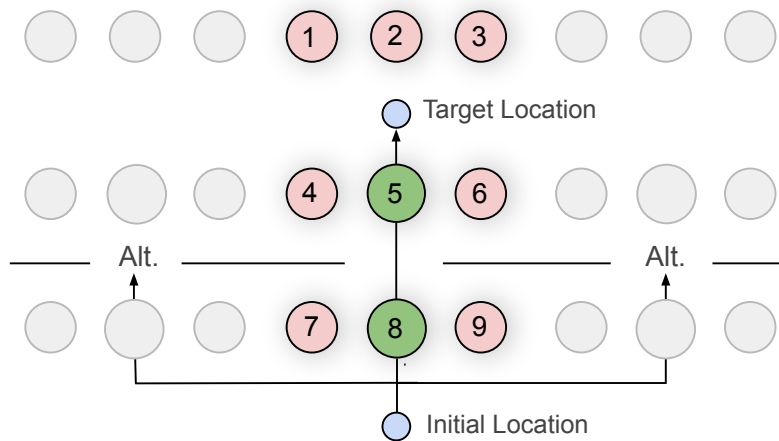 1 2 3
Target Location
4 5 6
Alt. Alt.
7 8 9
Initial Location